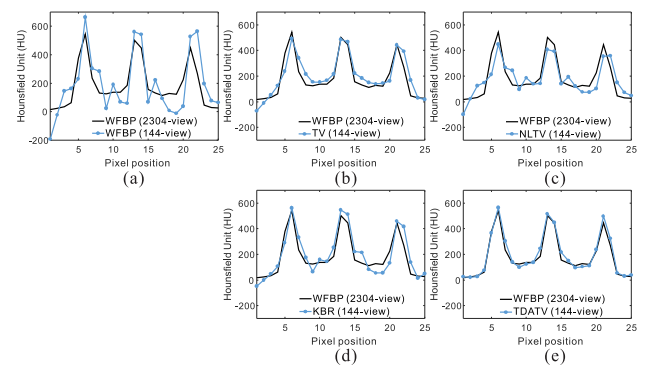 Hounsfield Unit (HU)
600
400
200
0
-200
WFBP (2304-view)
WFBP (144-view)
5 10 15 20 25
Pixel position
(a)
Hounsfield Unit (HU)
600
400
200
0
-200
WFBP (2304-view)
TV (144-view)
5 10 15 20 25
Pixel position
(b)
Hounsfield Unit (HU)
600
400
200
0
-200
WFBP (2304-view)
NLTV (144-view)
5 10 15 20 25
Pixel position
(c)
Hounsfield Unit (HU)
600
400
200
0
-200
WFBP (2304-view)
KBR (144-view)
5 10 15 20 25
Pixel position
(d)
Hounsfield Unit (HU)
600
400
200
0
-200
WFBP (2304-view)
TDATV (144-view)
5 10 15 20 25
Pixel position
(e)